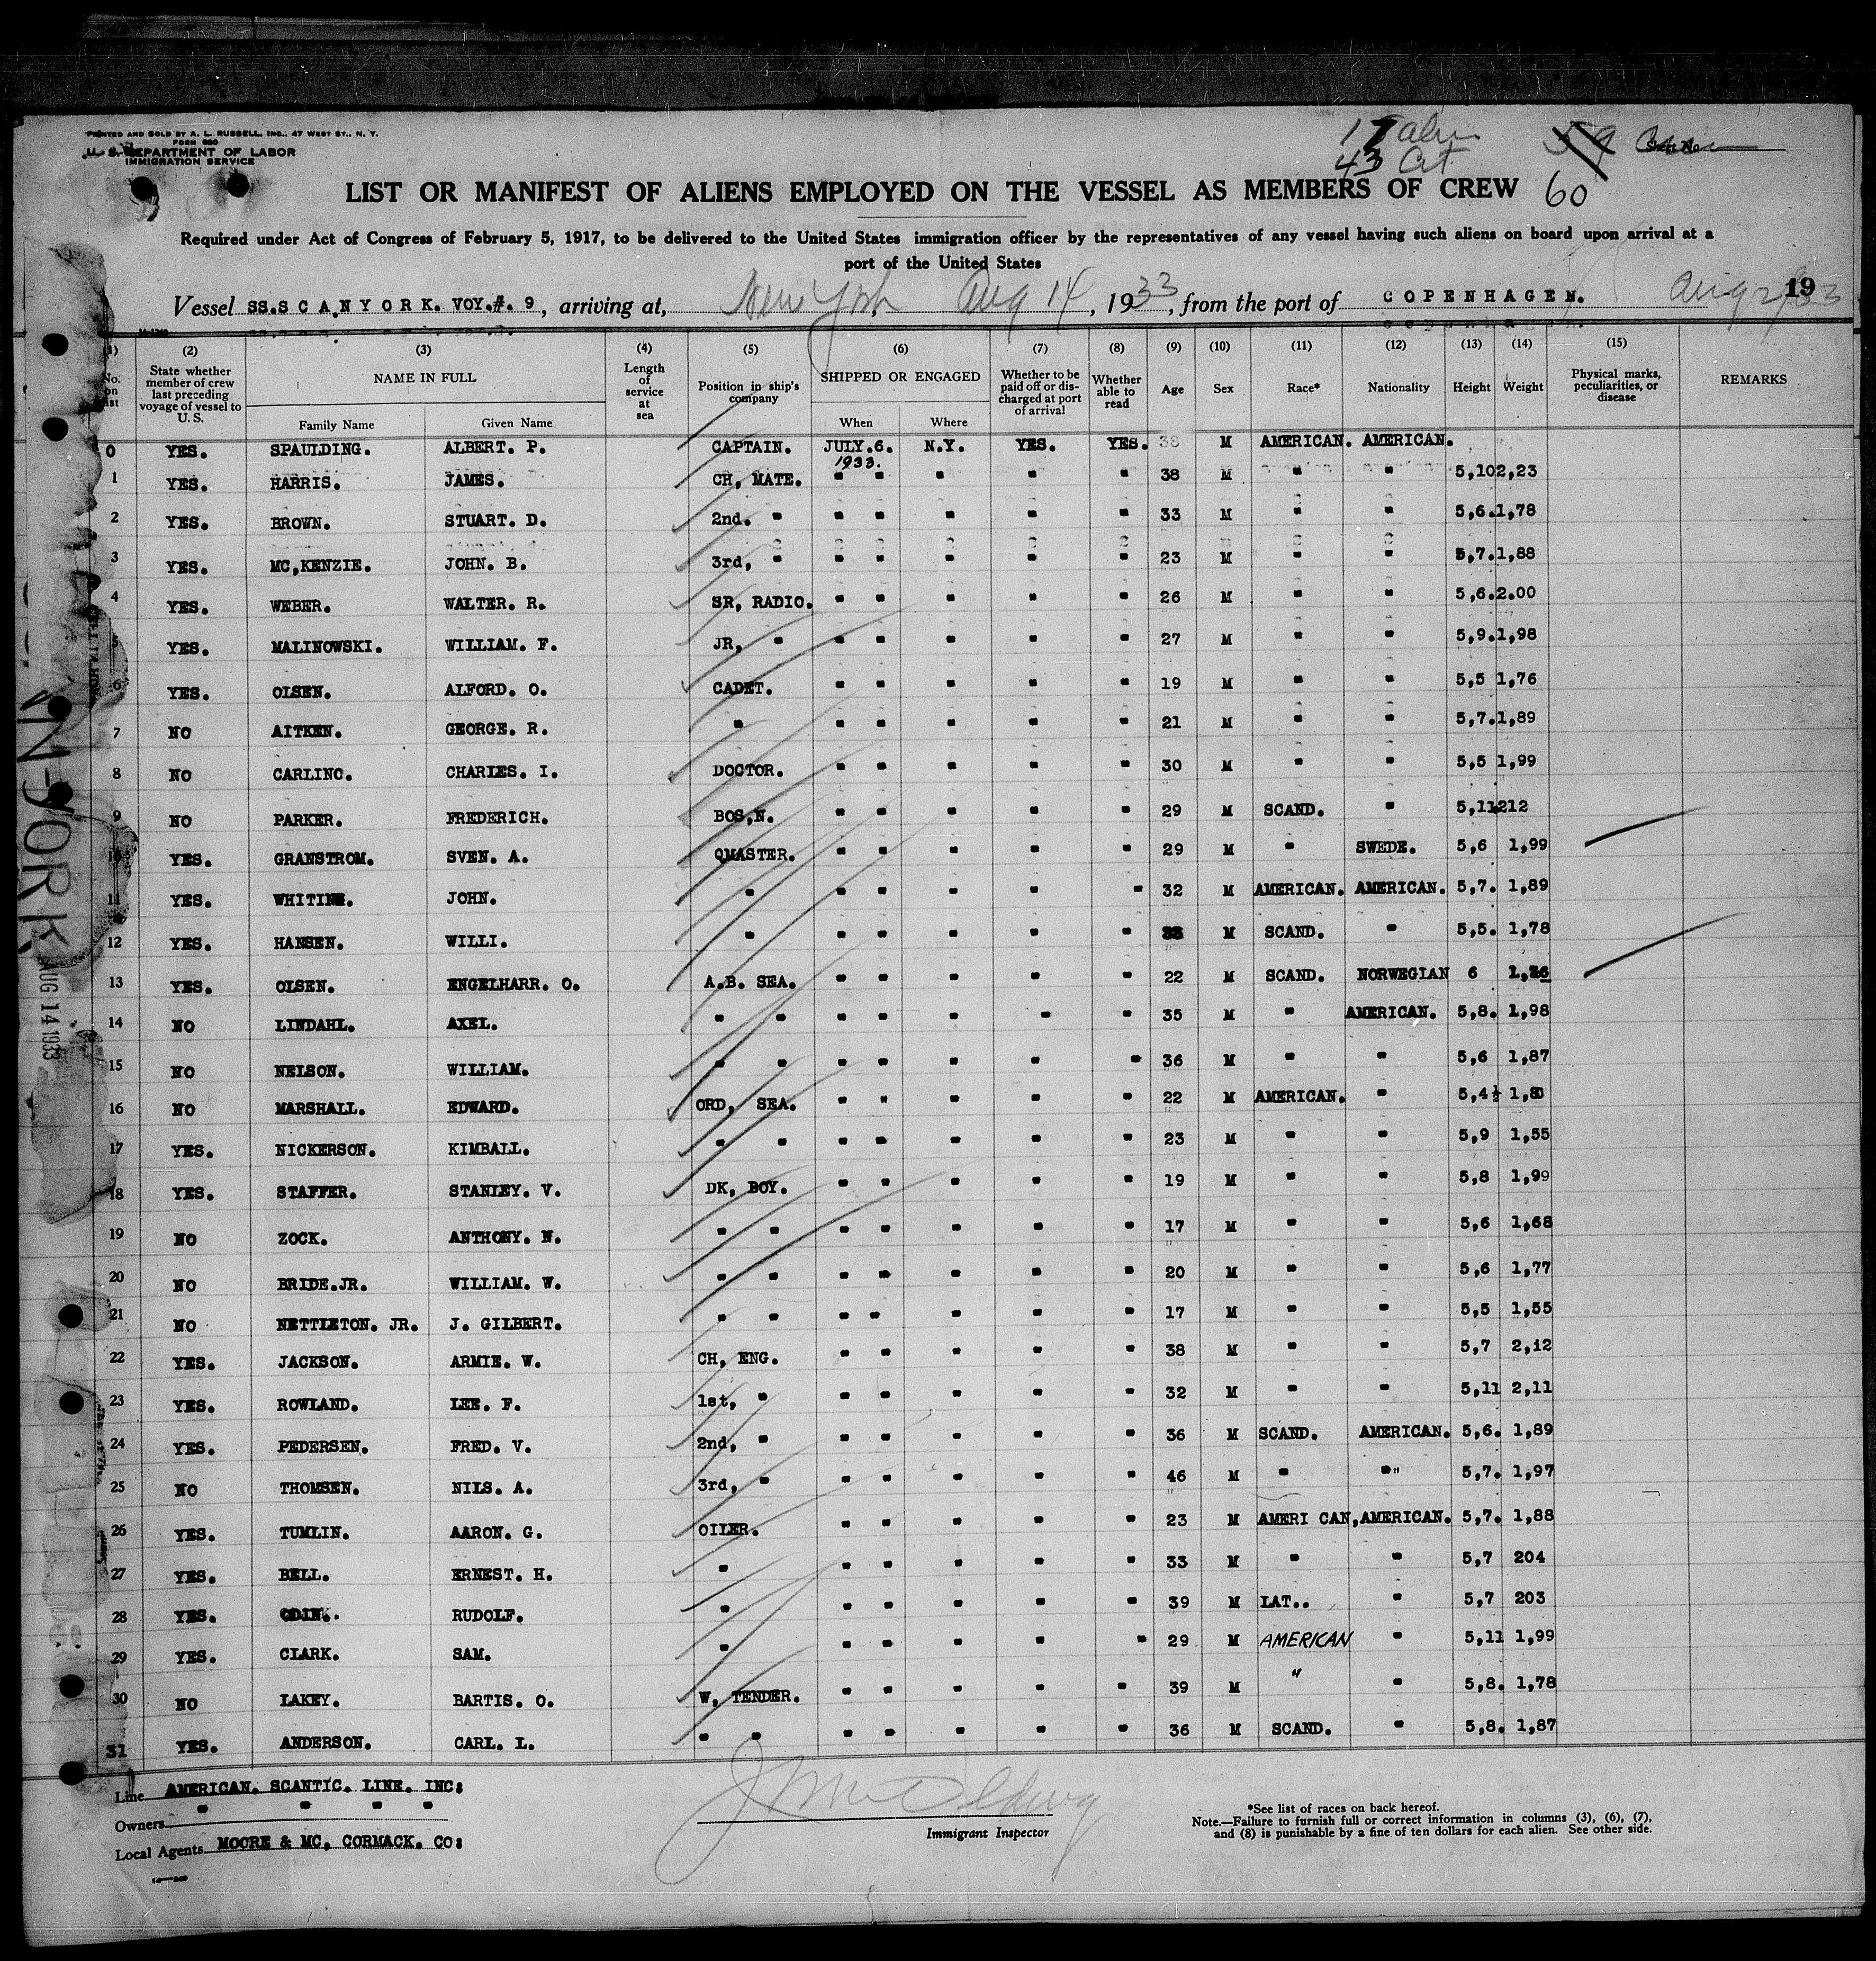 PRINTED AND SOLD BY A. L. RUSSELL, INC., 47 WEST ST., N. Y.
FORM 680
U. S. DEPARTMENT OF LABOR
IMMIGRATION SERVICE
17 alm
43 Cit
59
60
LIST OR MANIFEST OF ALIENS EMPLOYED ON THE VESSEL AS MEMBERS OF CREW
Required under Act of Congress of February 5, 1917, to be delivered to the United States immigration officer by the representatives of any vessel having such aliens on board upon arrival at a
port of the United States
Vessel SS.S C A N Y O R K. VOY.#. 9, arriving at, New York Aug 14, 1933, from the port of C O P E N H A G E N. Aug 2/33 19
(1) (2) (3) (4) (5) (6) (7) (8) (9) (10) (11) (12) (13) (14) (15)
No. on list State whether member of crew last preceding voyage of vessel to U. S. NAME IN FULL Family Name Given Name Length of service at sea Position in ship's company SHIPPED OR ENGAGED When Where Whether to be paid off or discharged at port of arrival Whether able to read Age Sex Race* Nationality Height Weight Physical marks, peculiarities, or disease REMARKS
0 YES. SPAULDING. ALBERT. P. CAPTAIN. JULY.6. 1933. N.Y. YES. YES. 38 M AMERICAN. AMERICAN.
1 YES. HARRIS. JAMES. CH, MATE. " " " " " 38 M " " 5,10 2,23
2 YES. BROWN. STUART. D. 2nd. " " " " " " 33 M " " 5,6. 1,78
3 YES. MC,KENZIE. JOHN. B. 3rd, " " " " " " 23 M " " 5,7. 1,88
4 YES. WEBER. WALTER. R. SR, RADIO. " " " " " 26 M " " 5,6. 2.00
5 YES. MALINOWSKI. WILLIAM. F. JR, " " " " " " 27 M " " 5,9. 1,98
6 YES. OLSEN. ALFORD. O. CADET. " " " " " 19 M " " 5,5 1,76
7 NO AITKEN. GEORGE. R. " " " " " " 21 M " " 5,7. 1,89
8 NO CARLINO. CHARLES. I. DOCTOR. " " " " " 30 M " " 5,5 1,99
9 NO PARKER. FREDERICH. BOS,N. " " " " " 29 M SCAND. " 5,11 212
10 YES. GRANSTROM. SVEN. A. QMASTER. " " " " " 29 M " SWEDE. 5,6 1,99
11 YES. WHITING. JOHN. " " " " " " 32 M AMERICAN. AMERICAN. 5,7. 1,89
12 YES. HANSEN. WILLI. " " " " " " M SCAND. " 5,5. 1,78
13 YES. OLSEN. ENGELHARR. O. A.B. SEA. " " " " " 22 M SCAND. NORWEGIAN 6
14 NO LINDAHL. AXEL. " " " " " " " 35 M " AMERICAN. 5,8. 1,98
15 NO NELSON. WILLIAM. " " " " " " " 36 M " " 5,6 1,87
16 NO MARSHALL. EDWARD. ORD, SEA. " " " " " 22 M AMERICAN. " 5,4½ 1,80
17 YES. NICKERSON. KIMBALL. " " " " " " " 23 M " " 5,9 1,55
18 YES. STAFFER. STANLEY. V. DK, BOY. " " " " " 19 M " " 5,8 1,99
19 NO ZOCK. ANTHONY. N. " " " " " " " 17 M " " 5,6 1,68
20 NO BRIDE.JR. WILLIAM. W. " " " " " " " 20 M " " 5,6 1,77
21 NO NETTLETON. JR. J. GILBERT. " " " " " " " 17 M " " 5,5 1,55
22 YES. JACKSON. ARMIE. W. CH, ENG. " " " " " 38 M " " 5,7 2,12
23 YES. ROWLAND. LEE. F. 1st, " " " " " " 32 M " " 5,11 2,11
24 YES. PEDERSEN. FRED. V. 2nd, " " " " " " 36 M SCAND. AMERICAN. 5,6. 1,89
25 NO THOMSEN. NILS. A. 3rd, " " " " " " 46 M " " 5,7. 1,97
26 YES. TUMLIN. AARON. G. OILER. " " " " " 23 M AMERI CAN, AMERICAN. 5,7. 1,88
27 YES. BELL. ERNEST. H. " " " " " " 33 M " " 5,7 204
28 YES. ODIN. RUDOLF. " " " " " " 39 M LAT.. " 5,7 203
29 YES. CLARK. SAM. " " " " " " 29 M AMERICAN " 5,11 1,99
30 NO LAKEY. BARTIS. O. W, TENDER. " " " " " 39 M " " 5,8. 1,78
31 YES. ANDERSON. CARL. L. " " " " " " " 36 M SCAND. " 5,8. 1,87
Line AMERICAN. SCANTIC. LINE. INC:
Owners " " " "
Local Agents MOORE & MC, CORMACK. CO:
Immigrant Inspector
*See list of races on back hereof.
Note.—Failure to furnish full or correct information in columns (3), (6), (7),
and (8) is punishable by a fine of ten dollars for each alien. See other side.
N-YORK
AUG 14 1933